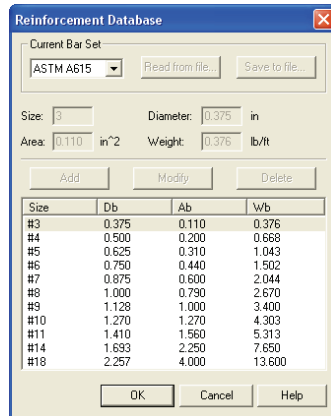 Reinforcement Database
Current Bar Set
ASTM A615 Read from file... Save to file...
Size: 3 Diameter: 0.375 in
Area: 0.110 in^2 Weight: 0.376 lb/ft
Add Modify Delete
Size Db Ab Wb
#3 0.375 0.110 0.376
#4 0.500 0.200 0.668
#5 0.625 0.310 1.043
#6 0.750 0.440 1.502
#7 0.875 0.600 2.044
#8 1.000 0.790 2.670
#9 1.128 1.000 3.400
#10 1.270 1.270 4.303
#11 1.410 1.560 5.313
#14 1.693 2.250 7.650
#18 2.257 4.000 13.600
OK Cancel Help